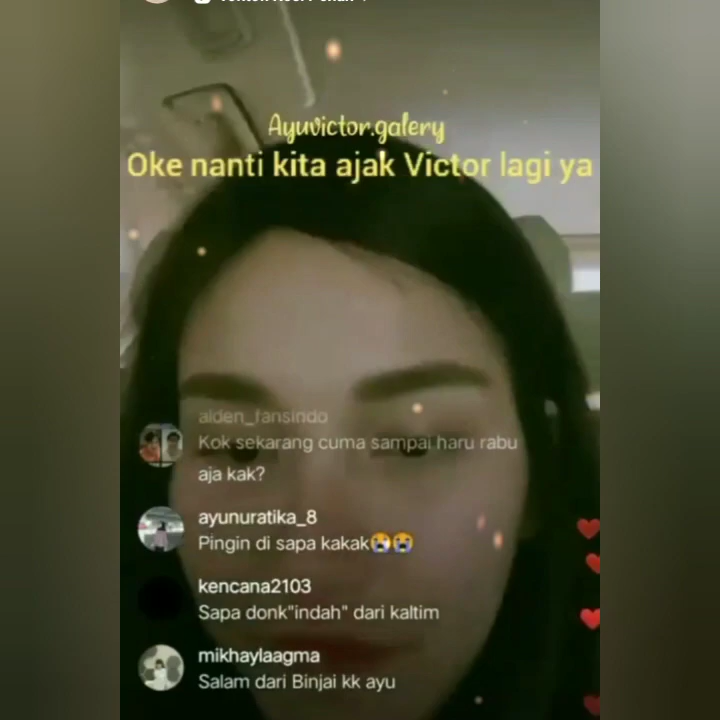 Ayuvictor.galery
Oke nanti kita ajak Victor lagi ya
alden_fansindo
Kok sekarang cuma sampai haru rabu
aja kak?
ayunuratika_8
Pingin di sapa kakak😭😭
kencana2103
Sapa donk"indah" dari kaltim
mikhaylaagma
Salam dari Binjai kk ayu